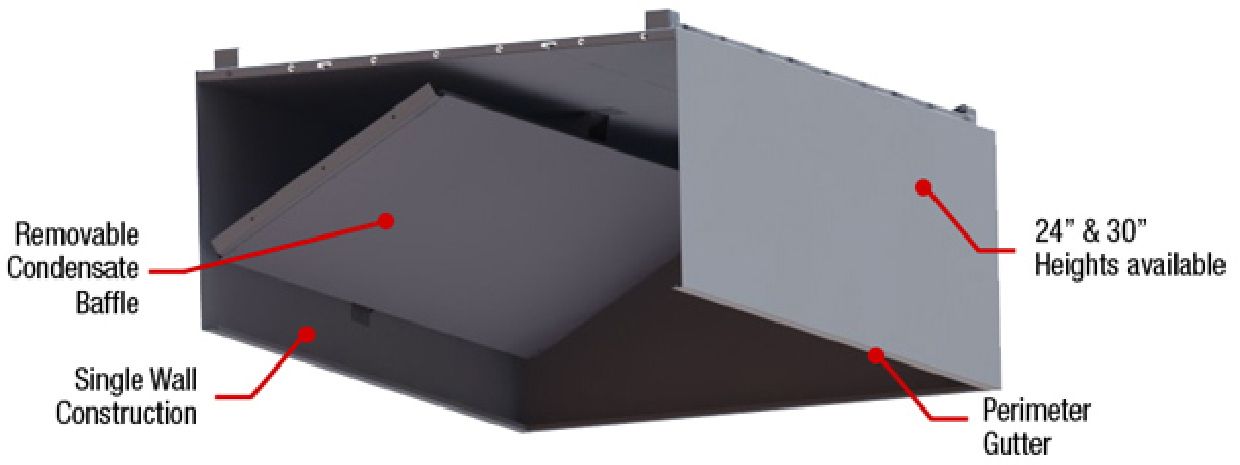 Removable
Condensate
Baffle
Single Wall
Construction
24” & 30”
Heights available
Perimeter
Gutter